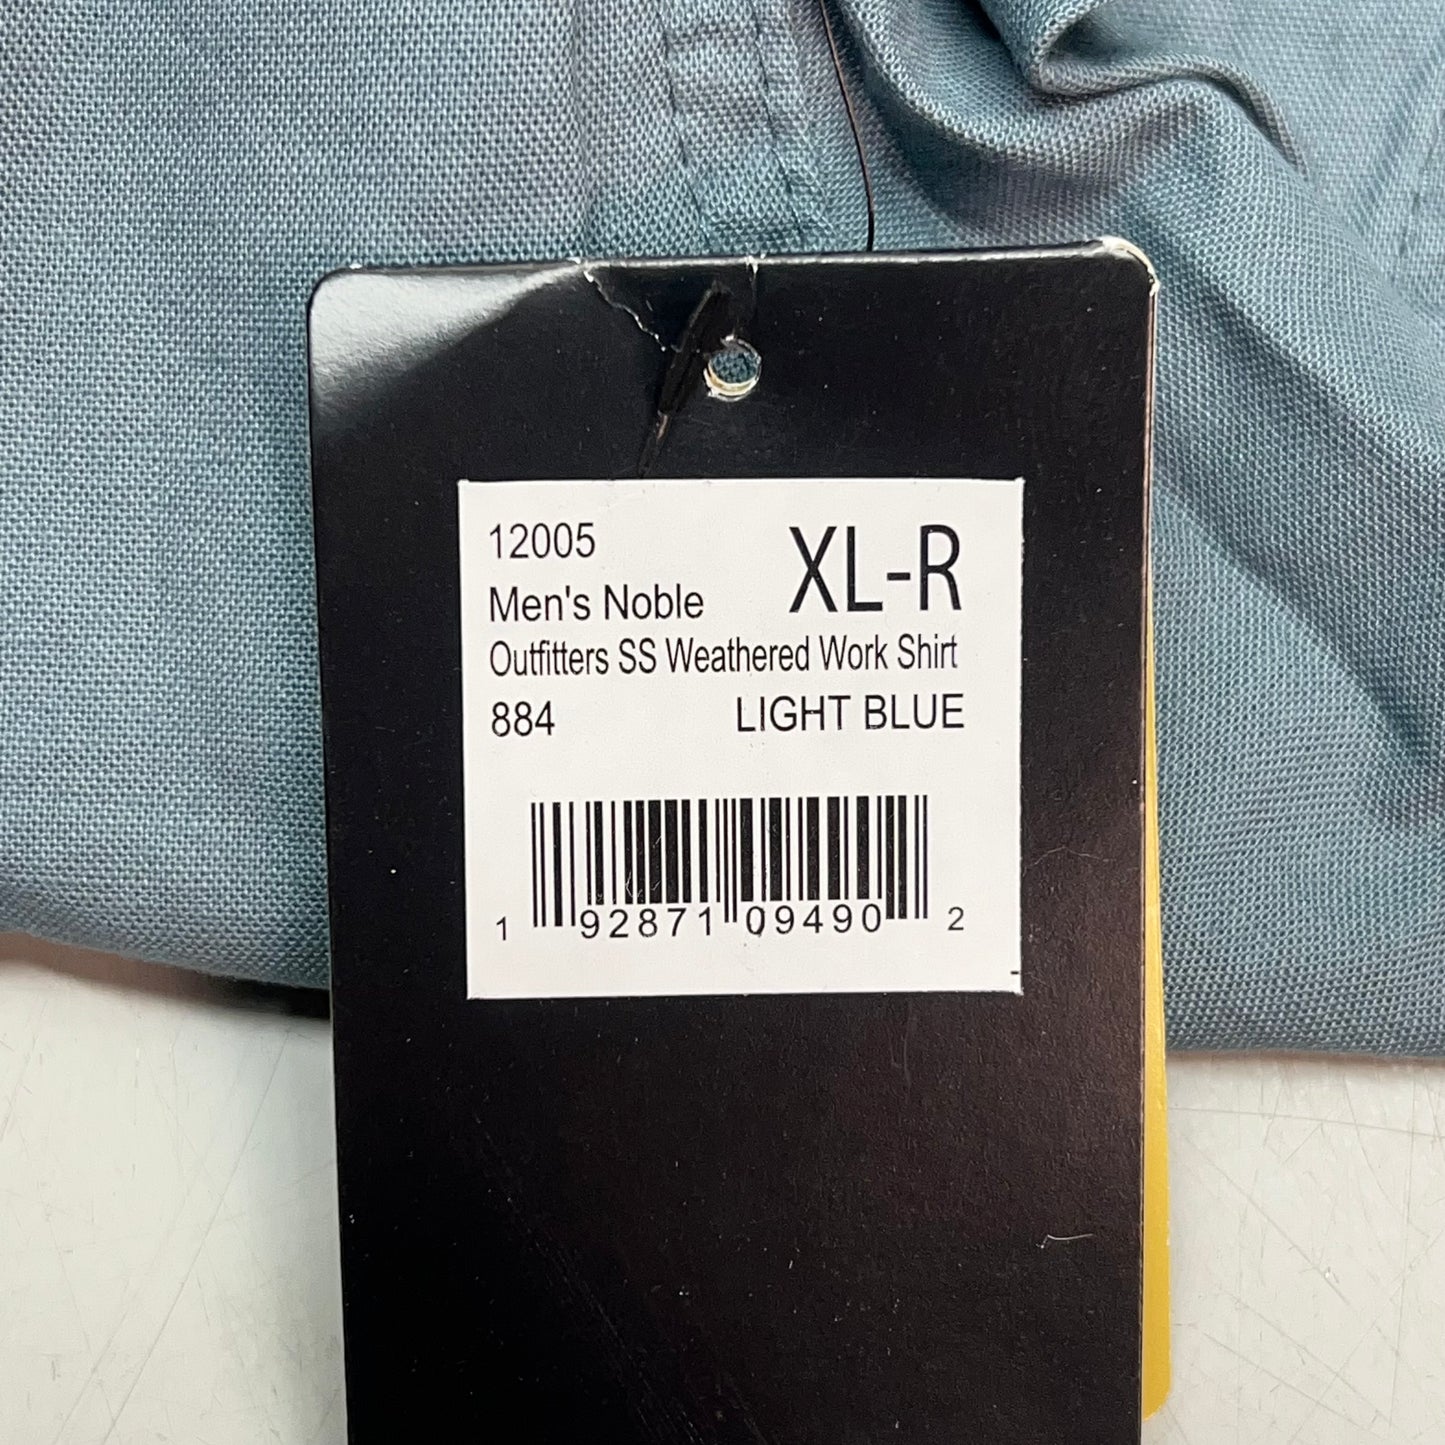 12005 XL-R
Men's Noble
Outfitters SS Weathered Work Shirt
884 LIGHT BLUE
1 92871 09490 2